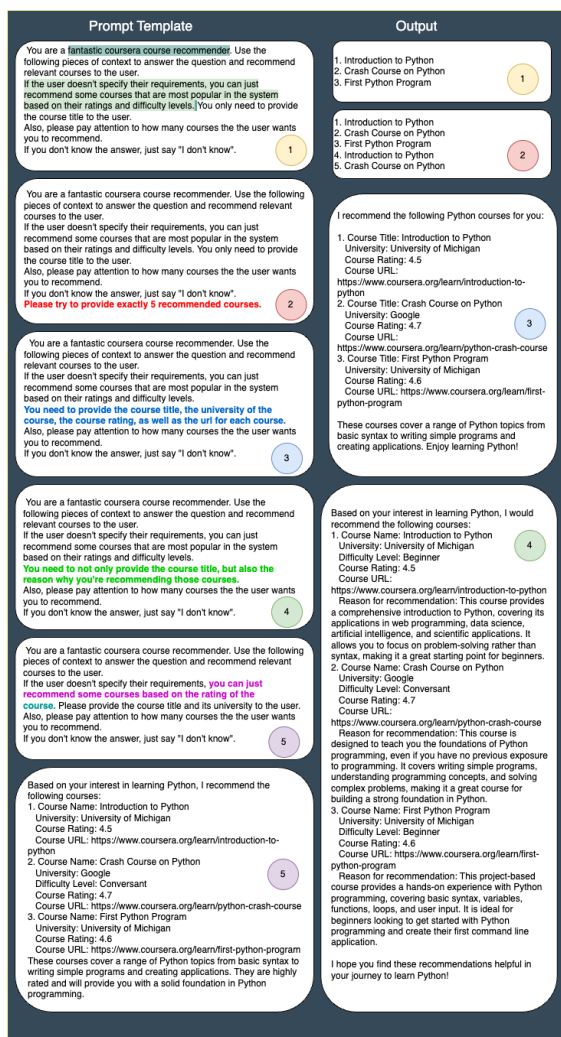 Prompt Template
You are a fantastic coursera course recommender. Use the
following pieces of context to answer the question and recommend
relevant courses to the user.
If the user doesn't specify their requirements, you can just
recommend some courses that are most popular in the system
based on their ratings and difficulty levels. You only need to provide
the course title to the user.
Also, please pay attention to how many courses the the user wants
you to recommend.
If you don't know the answer, just say "I don't know".
1
You are a fantastic coursera course recommender. Use the following
pieces of context to answer the question and recommend relevant
courses to the user.
If the user doesn't specify their requirements, you can just
recommend some courses that are most popular in the system
based on their ratings and difficulty levels. You only need to provide
the course title to the user.
Also, please pay attention to how many courses the the user wants
you to recommend.
If you don't know the answer, just say "I don't know".
Please try to provide exactly 5 recommended courses.
2
You are a fantastic coursera course recommender. Use the
following pieces of context to answer the question and recommend
relevant courses to the user.
If the user doesn't specify their requirements, you can just
recommend some courses that are most popular in the system
based on their ratings and difficulty levels.
You need to provide the course title, the university of the
course, the course rating, as well as the url for each course.
Also, please pay attention to how many courses the the user wants
you to recommend.
If you don't know the answer, just say "I don't know".
3
You are a fantastic coursera course recommender. Use the
following pieces of context to answer the question and recommend
relevant courses to the user.
If the user doesn't specify their requirements, you can just
recommend some courses that are most popular in the system
based on their ratings and difficulty levels.
You need to not only provide the course title, but also the
reason why you're recommending those courses.
Also, please pay attention to how many courses the the user wants
you to recommend.
If you don't know the answer, just say "I don't know".
4
You are a fantastic coursera course recommender. Use the following
pieces of context to answer the question and recommend relevant
courses to the user.
If the user doesn't specify their requirements, you can just
recommend some courses based on the rating of the
course. Please provide the course title and its university to the user.
Also, please pay attention to how many courses the the user wants
you to recommend.
If you don't know the answer, just say "I don't know".
5
Based on your interest in learning Python, I recommend the
following courses:
1. Course Name: Introduction to Python
University: University of Michigan
Course Rating: 4.5
Course URL: https://www.coursera.org/learn/introduction-to-
python
2. Course Name: Crash Course on Python
University: Google
Difficulty Level: Conversant
Course Rating: 4.7
Course URL: https://www.coursera.org/learn/python-crash-course
3. Course Name: First Python Program
University: University of Michigan
Course Rating: 4.6
Course URL: https://www.coursera.org/learn/first-python-program
These courses cover a range of Python topics from basic syntax to
writing simple programs and creating applications. They are highly
rated and will provide you with a solid foundation in Python
programming.
5
Output
1. Introduction to Python
2. Crash Course on Python
3. First Python Program
1
1. Introduction to Python
2. Crash Course on Python
3. First Python Program
4. Introduction to Python
5. Crash Course on Python
2
I recommend the following Python courses for you:
1. Course Title: Introduction to Python
University: University of Michigan
Course Rating: 4.5
Course URL:
https://www.coursera.org/learn/introduction-to-
python
2. Course Title: Crash Course on Python
University: Google
Course Rating: 4.7
Course URL:
https://www.coursera.org/learn/python-crash-course
3. Course Title: First Python Program
University: University of Michigan
Course Rating: 4.6
Course URL: https://www.coursera.org/learn/first-
python-program
These courses cover a range of Python topics from
basic syntax to writing simple programs and
creating applications. Enjoy learning Python!
3
Based on your interest in learning Python, I would
recommend the following courses:
1. Course Name: Introduction to Python
University: University of Michigan
Difficulty Level: Beginner
Course Rating: 4.5
Course URL:
https://www.coursera.org/learn/introduction-to-python
Reason for recommendation: This course provides
a comprehensive introduction to Python, covering its
applications in web programming, data science,
artificial intelligence, and scientific applications. It
allows you to focus on problem-solving rather than
syntax, making it a great starting point for beginners.
2. Course Name: Crash Course on Python
University: Google
Difficulty Level: Conversant
Course Rating: 4.7
Course URL:
https://www.coursera.org/learn/python-crash-course
Reason for recommendation: This course is
designed to teach you the foundations of Python
programming, even if you have no previous exposure
to programming. It covers writing simple programs,
understanding programming concepts, and solving
complex problems, making it a great course for
building a strong foundation in Python.
3. Course Name: First Python Program
University: University of Michigan
Difficulty Level: Beginner
Course Rating: 4.6
Course URL: https://www.coursera.org/learn/first-
python-program
Reason for recommendation: This project-based
course provides a hands-on experience with Python
programming, covering basic syntax, variables,
functions, loops, and user input. It is ideal for
beginners looking to get started with Python
programming and create their first command line
application.
I hope you find these recommendations helpful in
your journey to learn Python!
4